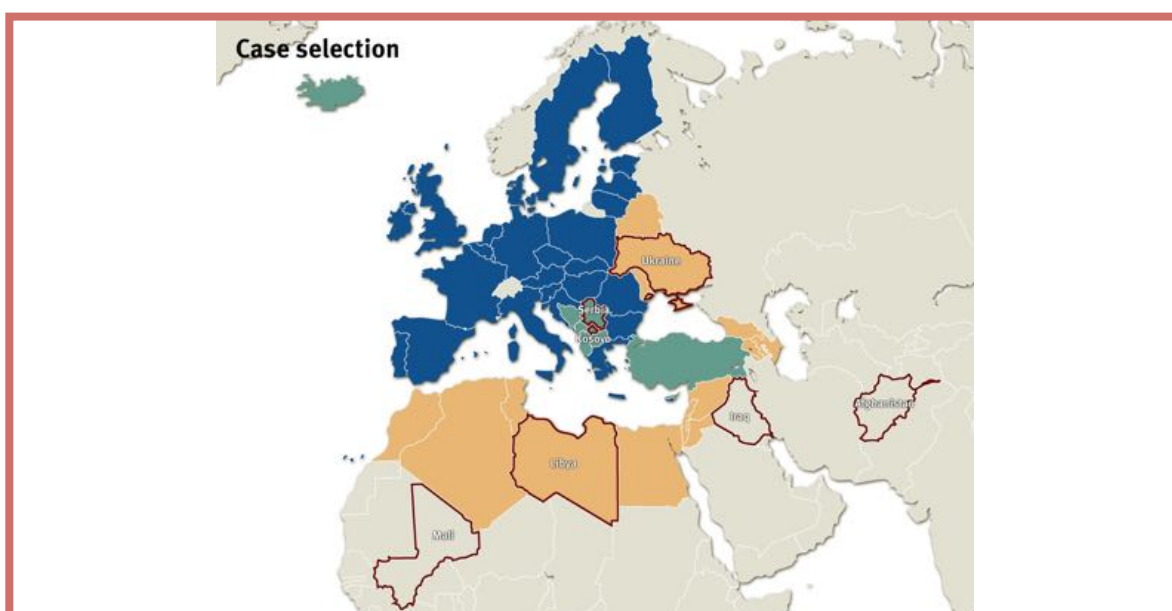 Case selection
Ukraine
Serbia
Kosovo
Iraq
Afghanistan
Libya
Mali